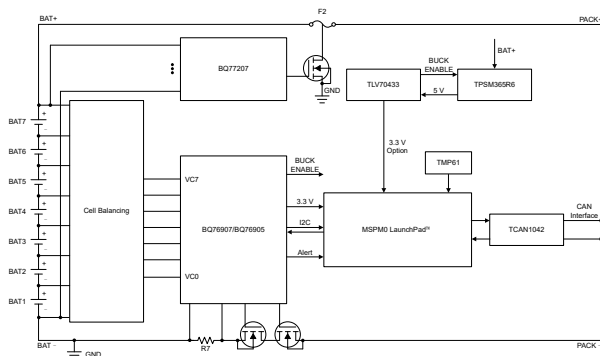 F2
BAT+
PACK+
BQ77207
GND
BAT+
TLV70433
BUCK
ENABLE
5 V
TPSM365R6
3.3 V
Option
TMP61
BAT7
BAT6
BAT5
BAT4
BAT3
BAT2
BAT1
+
-
+
-
+
-
+
-
+
-
+
-
+
-
Cell Balancing
VC7
BQ76907/BQ76905
VC0
BUCK
ENABLE
3.3 V
I2C
Alert
MSPM0 LaunchPad™
TCAN1042
CAN
Interface
R7
BAT -
GND
PACK -